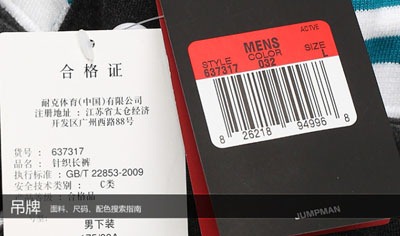 合格证
耐克体育(中国)有限公司
注册地址：江苏省太仓经济
开发区广州西路88号
货号：637317
品名：针织长裤
执行标准：GB/T 22853-2009
安全技术类别：C类
合格品
男下装
ACTVE
MENS
STYLE COLOR SIZE
637317 032 L
8 26218 94996 8
JUMPMAN
吊牌 面料、尺码、配色搜索指南